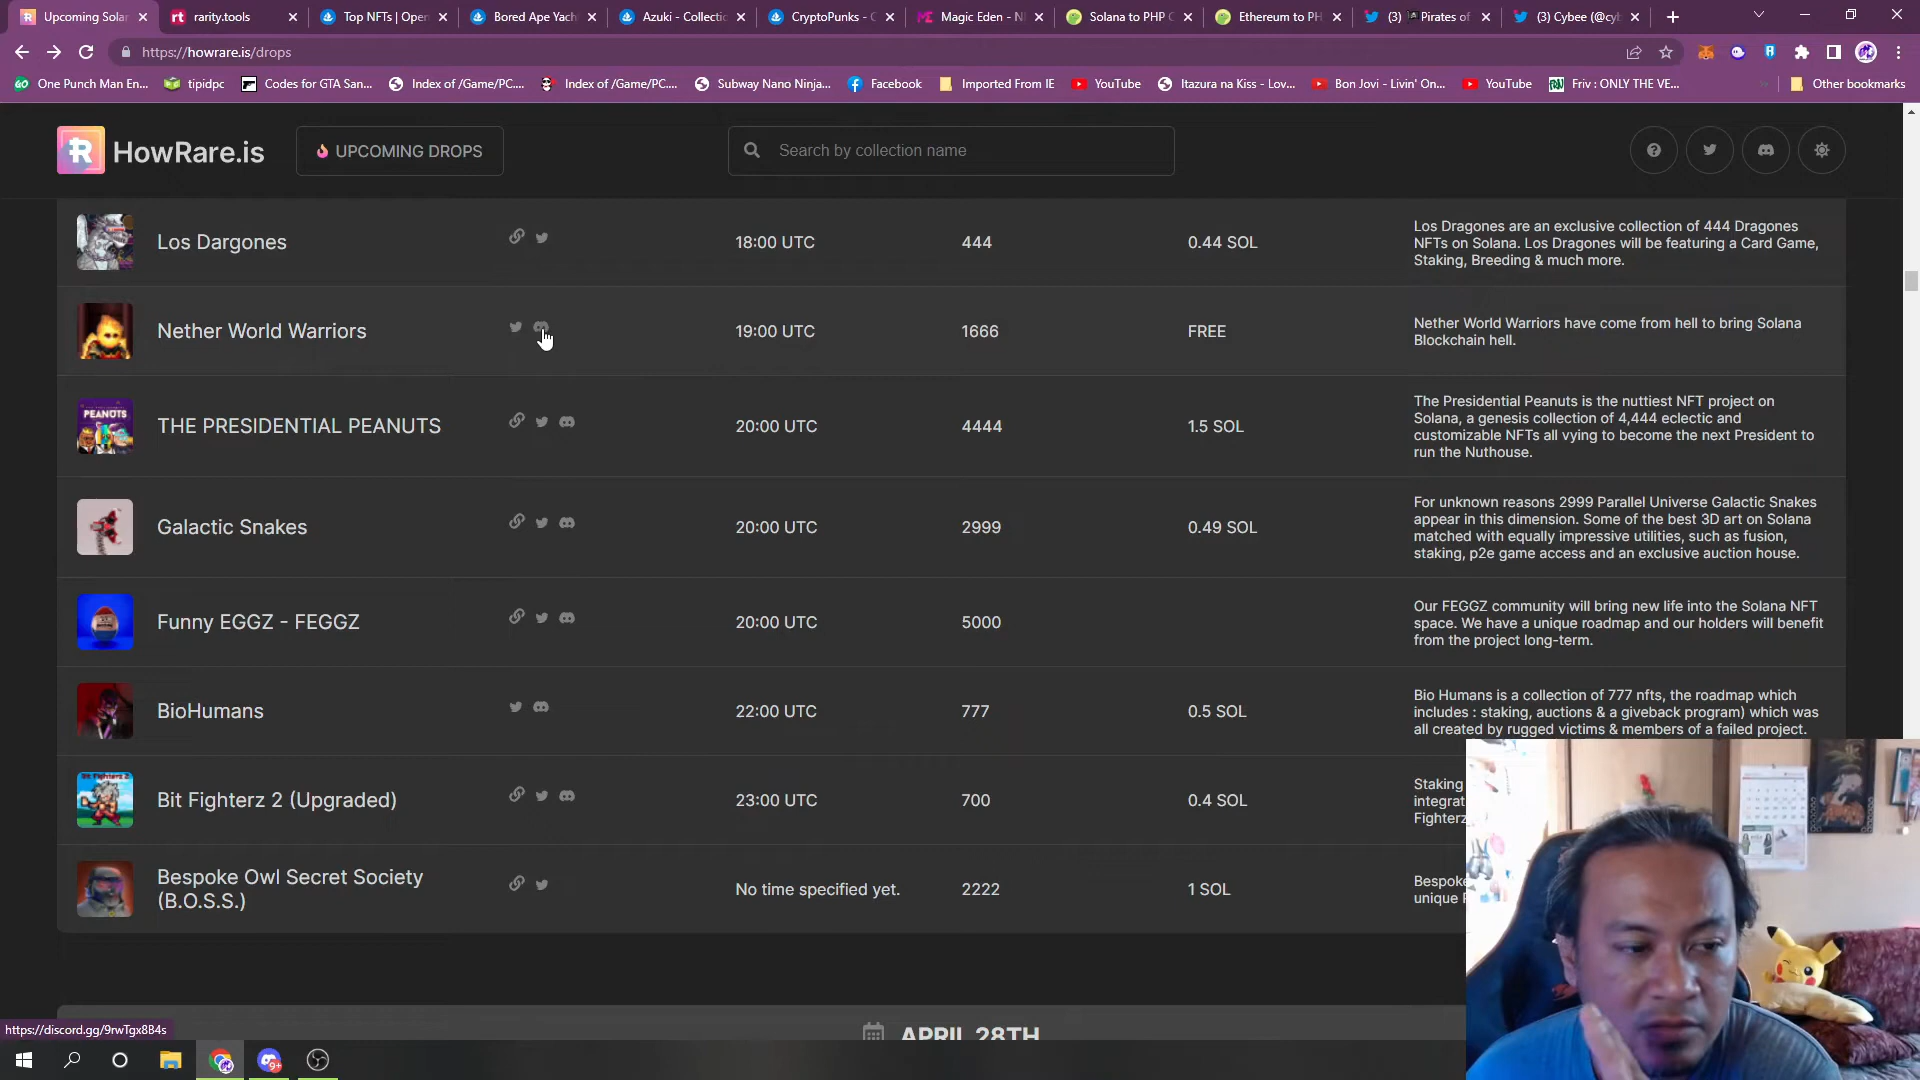 Upcoming Sola
rarity.tools
Top NFTs | Open
Bored Ape Yach
Azuki - Collectic
CryptoPunks - C
Magic Eden - N
Solana to PHP C
Ethereum to PH
(3) Pirates of
(3) Cybee (@cyb
https://howrare.is/drops
One Punch Man En...
tipidpc
Codes for GTA San...
Index of /Game/PC....
Index of /Game/PC....
Subway Nano Ninja...
Facebook
Imported From IE
YouTube
Itazura na Kiss - Lov...
Bon Jovi - Livin' On...
YouTube
Friv : ONLY THE VE...
Other bookmarks
HowRare.is
UPCOMING DROPS
Search by collection name
Los Dargones
18:00 UTC
444
0.44 SOL
Los Dragones are an exclusive collection of 444 Dragones
NFTs on Solana. Los Dragones will be featuring a Card Game,
Staking, Breeding & much more.
Nether World Warriors
19:00 UTC
1666
FREE
Nether World Warriors have come from hell to bring Solana
Blockchain hell.
PEANUTS
THE PRESIDENTIAL PEANUTS
20:00 UTC
4444
1.5 SOL
The Presidential Peanuts is the nuttiest NFT project on
Solana, a genesis collection of 4,444 eclectic and
customizable NFTs all vying to become the next President to
run the Nuthouse.
Galactic Snakes
20:00 UTC
2999
0.49 SOL
For unknown reasons 2999 Parallel Universe Galactic Snakes
appear in this dimension. Some of the best 3D art on Solana
matched with equally impressive utilities, such as fusion,
staking, p2e game access and an exclusive auction house.
Funny EGGZ - FEGGZ
20:00 UTC
5000
Our FEGGZ community will bring new life into the Solana NFT
space. We have a unique roadmap and our holders will benefit
from the project long-term.
BioHumans
22:00 UTC
777
0.5 SOL
Bio Humans is a collection of 777 nfts, the roadmap which
includes : staking, auctions & a giveback program) which was
all created by rugged victims & members of a failed project.
Bit Fighterz 2
Bit Fighterz 2 (Upgraded)
23:00 UTC
700
0.4 SOL
Staking
integrat
Fighterz
Bespoke Owl Secret Society
(B.O.S.S.)
No time specified yet.
2222
1 SOL
Bespoke
unique
APRIL 28TH
https://discord.gg/9rwTgx8B4s
9+